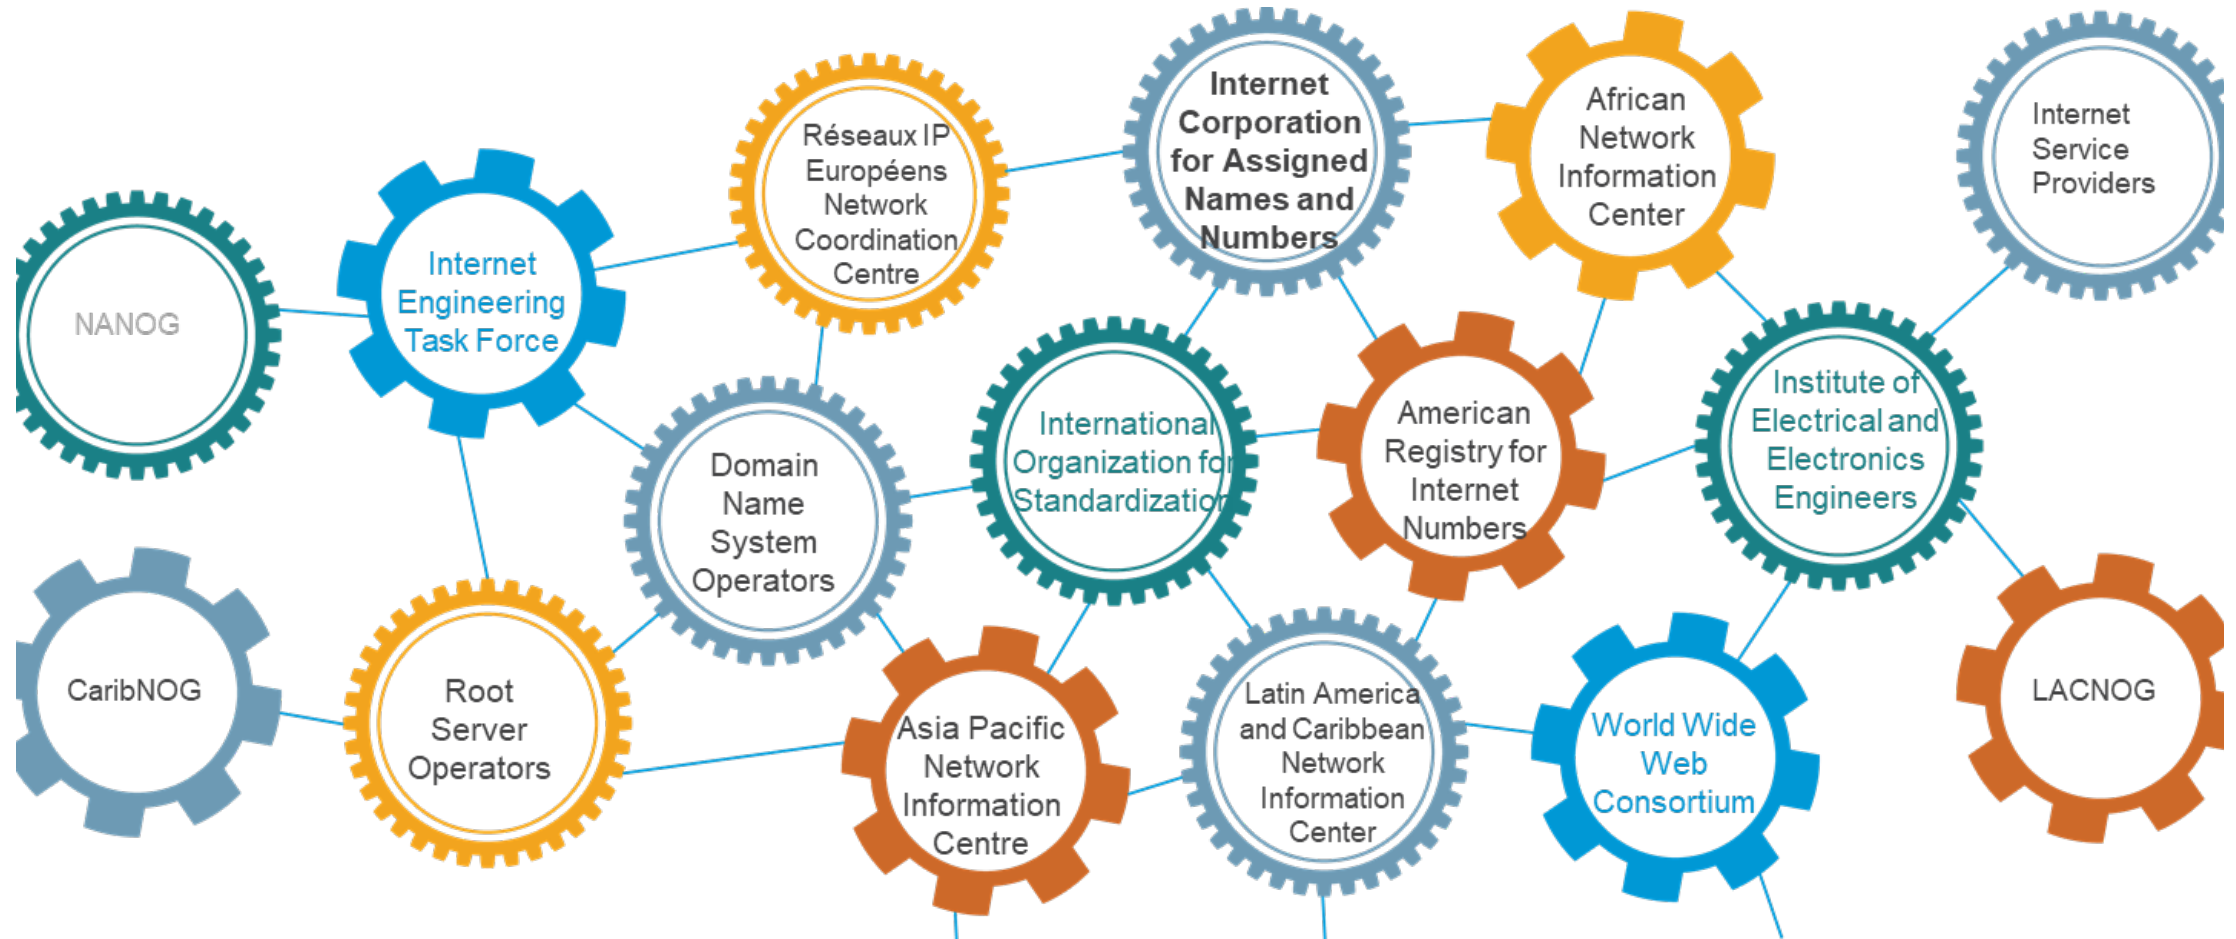 NANOG
Internet
Engineering
Task Force
Réseaux IP
Européens
Network
Coordination
Centre
Internet
Corporation
for Assigned
Names and
Numbers
African
Network
Information
Center
Internet
Service
Providers
Domain
Name
System
Operators
International
Organization for
Standardization
American
Registry for
Internet
Numbers
Institute of
Electrical and
Electronics
Engineers
CaribNOG
Root
Server
Operators
Asia Pacific
Network
Information
Centre
Latin America
and Caribbean
Network
Information
Center
World Wide
Web
Consortium
LACNOG